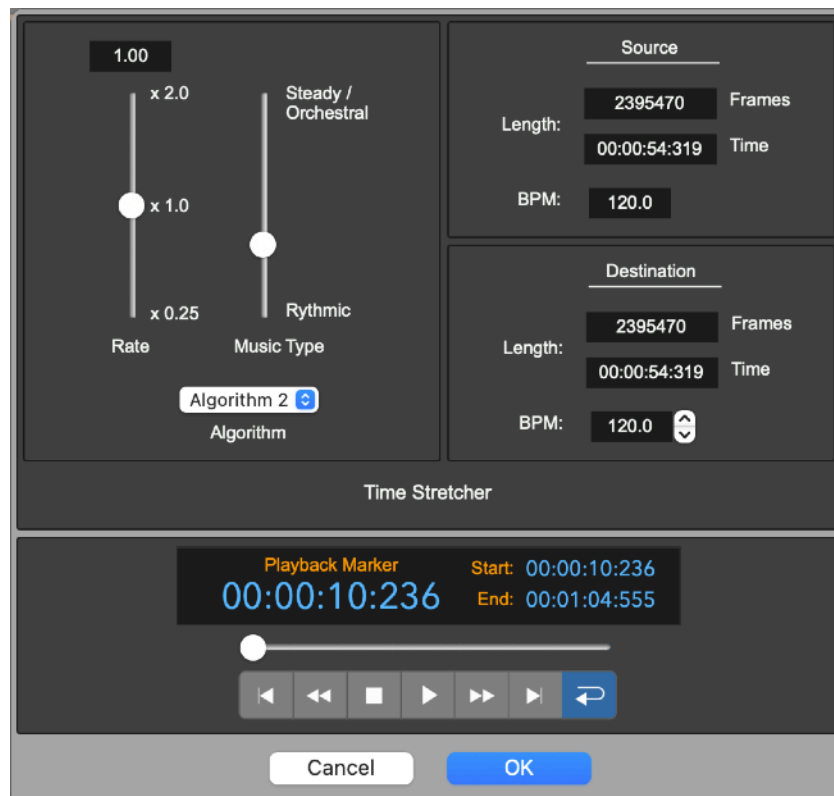 1.00
x 2.0
Steady /
Orchestral
x 1.0
x 0.25
Rythmic
Rate
Music Type
Algorithm 2
Algorithm
Source
Length:
2395470 Frames
00:00:54:319 Time
BPM: 120.0
Destination
Length:
2395470 Frames
00:00:54:319 Time
BPM: 120.0
Time Stretcher
Playback Marker
00:00:10:236
Start: 00:00:10:236
End: 00:01:04:555
Cancel
OK